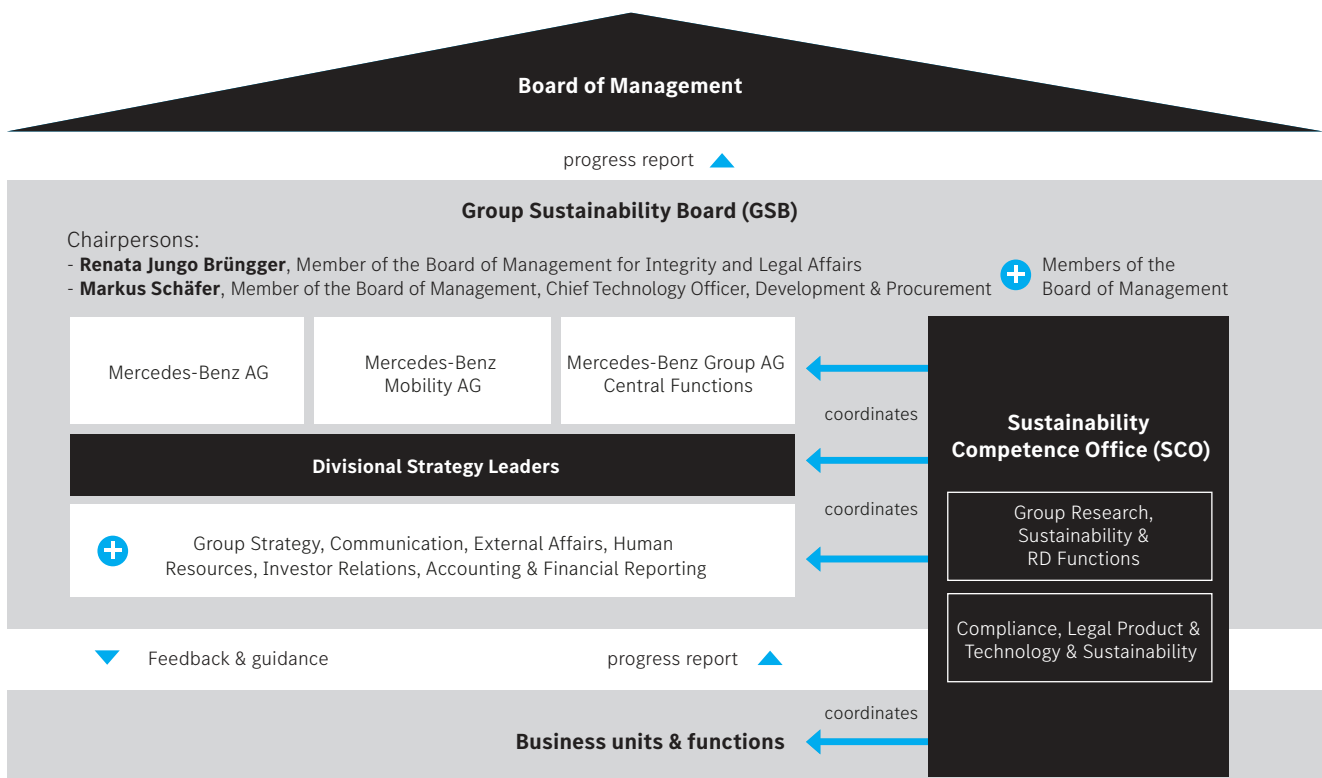 Board of Management
progress report
Group Sustainability Board (GSB)
Chairpersons:
- Renata Jungo Brüngger, Member of the Board of Management for Integrity and Legal Affairs
- Markus Schäfer, Member of the Board of Management, Chief Technology Officer, Development & Procurement
Members of the
Board of Management
Mercedes-Benz AG
Mercedes-Benz
Mobility AG
Mercedes-Benz Group AG
Central Functions
coordinates
Divisional Strategy Leaders
coordinates
Group Strategy, Communication, External Affairs, Human
Resources, Investor Relations, Accounting & Financial Reporting
Sustainability
Competence Office (SCO)
Group Research,
Sustainability &
RD Functions
Compliance, Legal Product &
Technology & Sustainability
Feedback & guidance
progress report
coordinates
Business units & functions